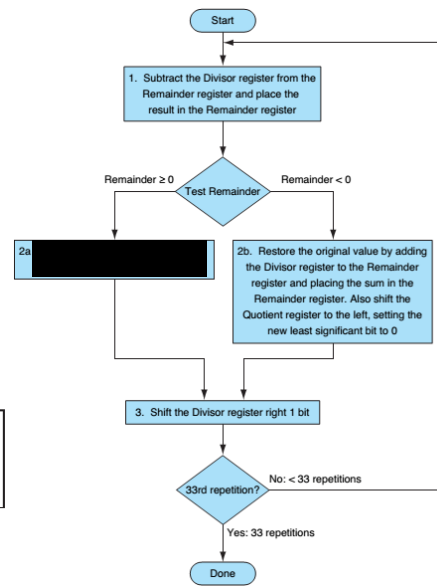 Start
1. Subtract the Divisor register from the
Remainder register and place the
result in the Remainder register
Remainder ≥ 0
Test Remainder
Remainder < 0
2a
2b. Restore the original value by adding
the Divisor register to the Remainder
register and placing the sum in the
Remainder register. Also shift the
Quotient register to the left, setting the
new least significant bit to 0
3. Shift the Divisor register right 1 bit
33rd repetition?
No: < 33 repetitions
Yes: 33 repetitions
Done